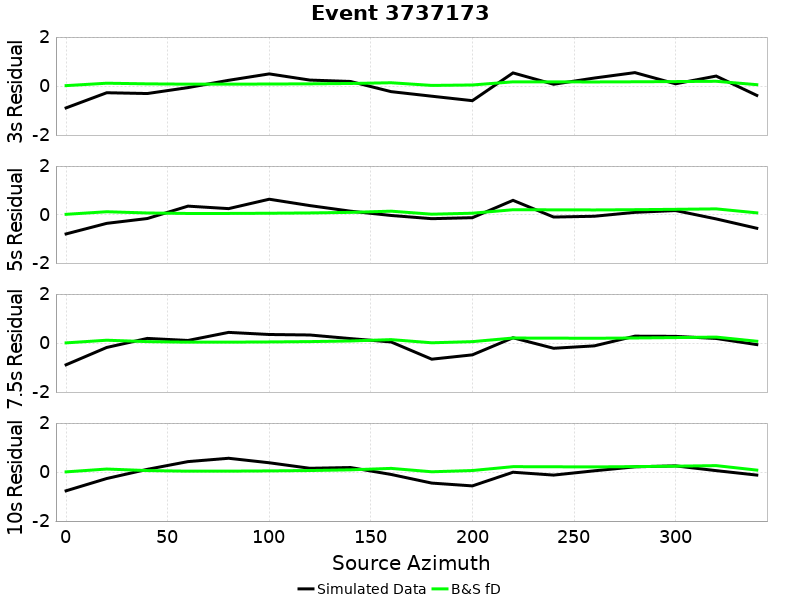 Event 3737173
3s Residual
2
0
-2
5s Residual
2
0
-2
7.5s Residual
2
0
-2
10s Residual
2
0
-2
0 50 100 150 200 250 300
Source Azimuth
Simulated Data B&S fD